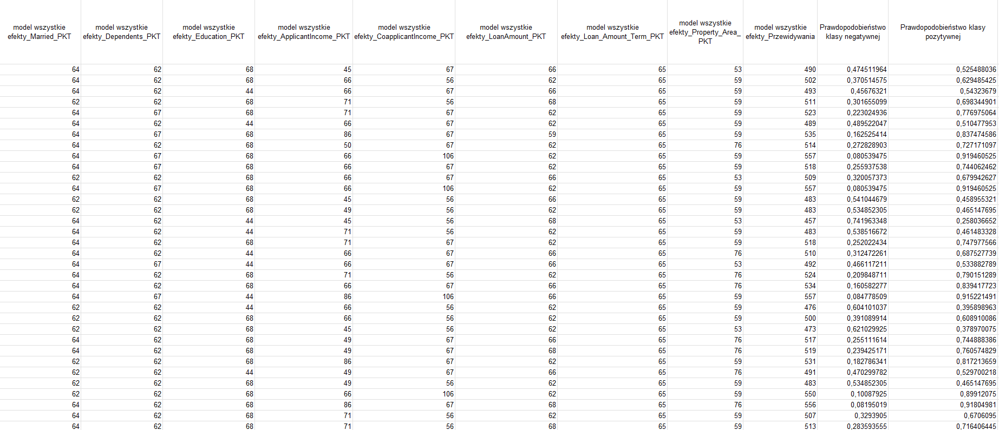 model wszystkie efekty_Married_PKT model wszystkie efekty_Dependents_PKT model wszystkie efekty_Education_PKT model wszystkie efekty_ApplicantIncome_PKT model wszystkie efekty_CoapplicantIncome_PKT model wszystkie efekty_LoanAmount_PKT model wszystkie efekty_Loan_Amount_Term_PKT model wszystkie efekty_Property_Area_PKT model wszystkie efekty_Przewidywania Prawdopodobieństwo klasy negatywnej Prawdopodobieństwo klasy pozytywnej
64 62 68 45 67 66 65 53 490 0,474511964 0,525488036
64 62 68 66 56 62 65 59 502 0,370514575 0,629485425
64 62 44 66 67 66 65 59 493 0,45676321 0,54323679
62 62 68 71 56 68 65 59 511 0,301655099 0,698344901
64 67 68 71 67 62 65 59 523 0,223024936 0,776975064
64 62 44 66 67 62 65 59 489 0,489522047 0,510477953
64 67 68 86 67 59 65 59 535 0,162525414 0,837474586
64 62 68 50 67 62 65 76 514 0,272828903 0,727171097
64 67 68 66 106 62 65 59 557 0,080539475 0,919460525
64 67 68 66 67 62 65 59 518 0,255937538 0,744062462
62 62 68 66 67 66 65 53 509 0,320057373 0,679942627
64 67 68 66 106 62 65 59 557 0,080539475 0,919460525
62 62 68 45 56 66 65 59 483 0,541044679 0,458955321
62 62 68 49 56 62 65 59 483 0,534852305 0,465147695
64 62 44 45 56 68 65 53 457 0,741963348 0,258036652
64 62 44 71 56 62 65 59 483 0,538516672 0,461483328
64 62 68 71 67 62 65 59 518 0,252022434 0,747977566
64 62 44 66 67 66 65 76 510 0,312472261 0,687527739
64 67 44 66 67 66 65 53 492 0,466117211 0,533882789
64 62 68 71 56 62 65 76 524 0,209848711 0,790151289
64 62 68 66 67 66 65 76 534 0,160582277 0,839417723
64 67 44 86 106 66 65 59 557 0,084778509 0,915221491
62 62 44 66 56 62 65 59 476 0,604101037 0,395898963
62 62 68 66 56 62 65 59 500 0,391089914 0,608910086
62 62 68 45 56 62 65 53 473 0,621029925 0,378970075
64 62 68 49 67 66 65 76 517 0,255111614 0,744888386
64 62 68 49 67 68 65 76 519 0,239425171 0,760574829
62 62 68 86 67 62 65 59 531 0,182786341 0,817213659
62 62 44 49 67 66 65 76 491 0,470299782 0,529700218
62 62 68 49 56 62 65 59 483 0,534852305 0,465147695
62 62 68 66 106 62 65 59 550 0,10087925 0,89912075
64 62 68 86 67 68 65 76 556 0,08195019 0,91804981
64 62 68 71 56 62 65 59 507 0,3293905 0,6706095
64 62 68 71 56 68 65 59 513 0,283593555 0,716406445